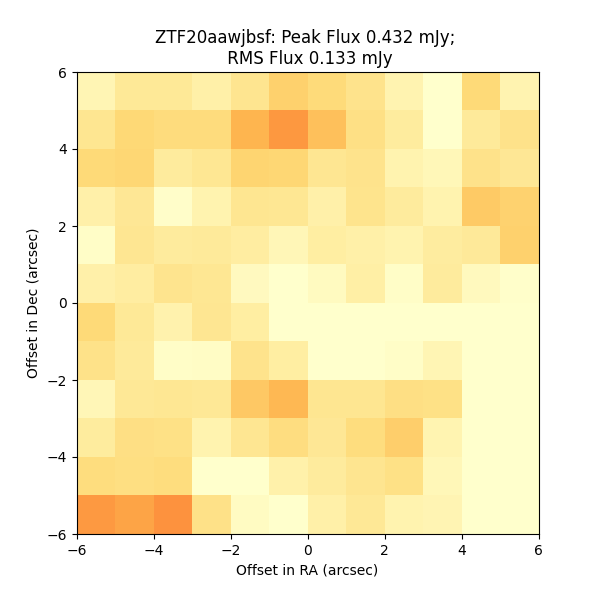 ZTF20aawjbsf: Peak Flux 0.432 mJy;
RMS Flux 0.133 mJy
6
4
2
0
−2
−4
−6
Offset in Dec (arcsec)
−6 −4 −2 0 2 4 6
Offset in RA (arcsec)